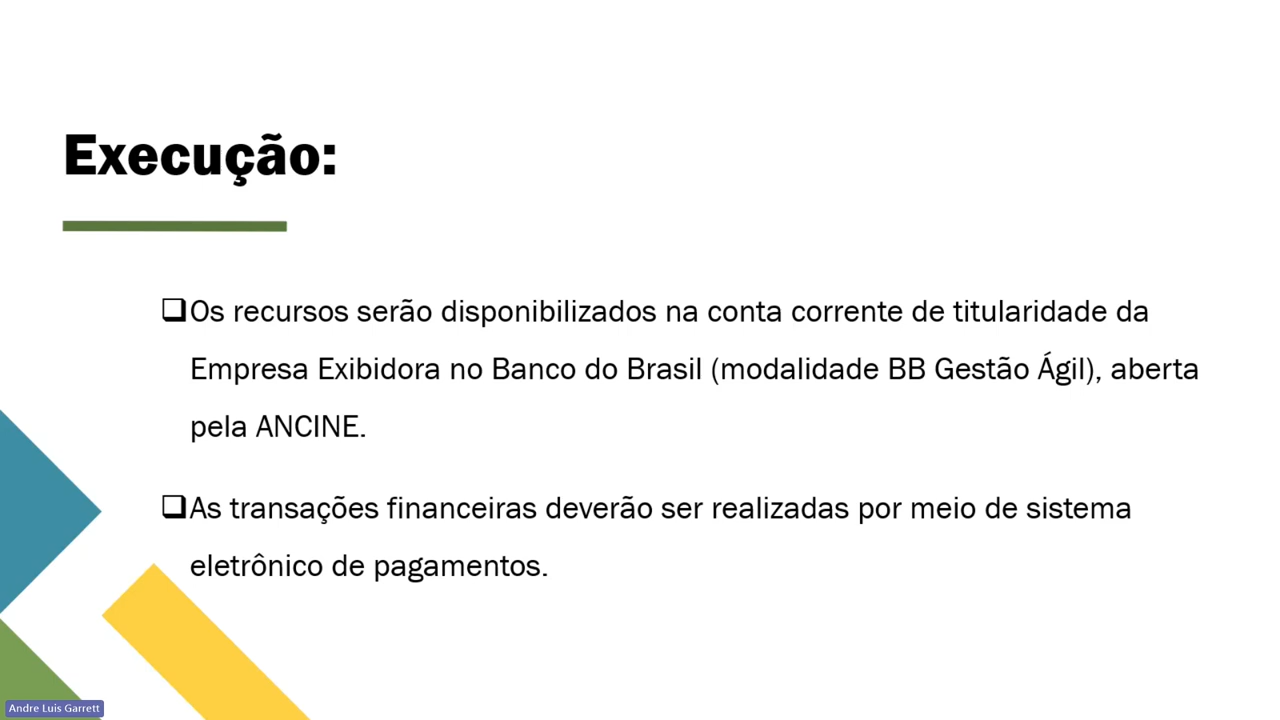 Execução:
❑Os recursos serão disponibilizados na conta corrente de titularidade da
Empresa Exibidora no Banco do Brasil (modalidade BB Gestão Ágil), aberta
pela ANCINE.
❑As transações financeiras deverão ser realizadas por meio de sistema
eletrônico de pagamentos.
Andre Luis Garrett